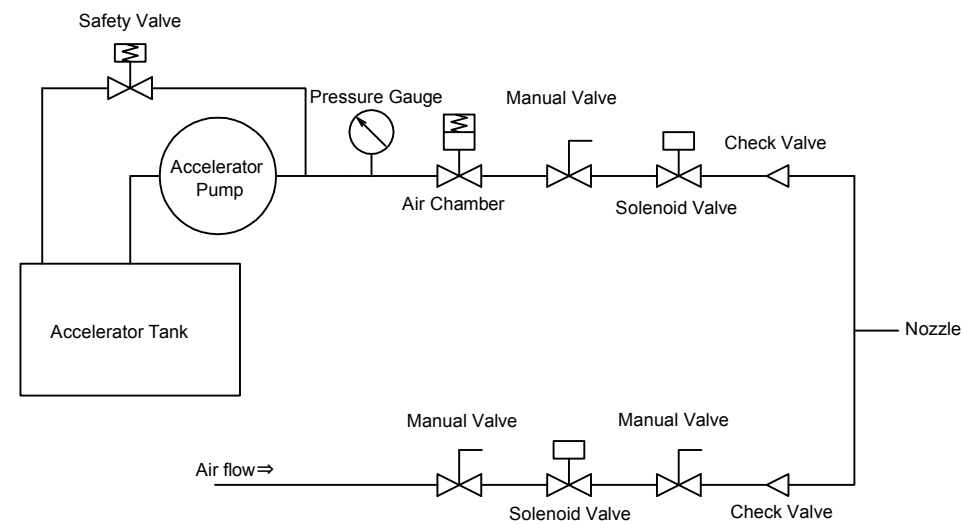 Safety Valve
Pressure Gauge
Manual Valve
Check Valve
Accelerator
Pump
Air Chamber
Solenoid Valve
Accelerator Tank
Nozzle
Manual Valve
Manual Valve
Air flow⇒
Solenoid Valve
Check Valve